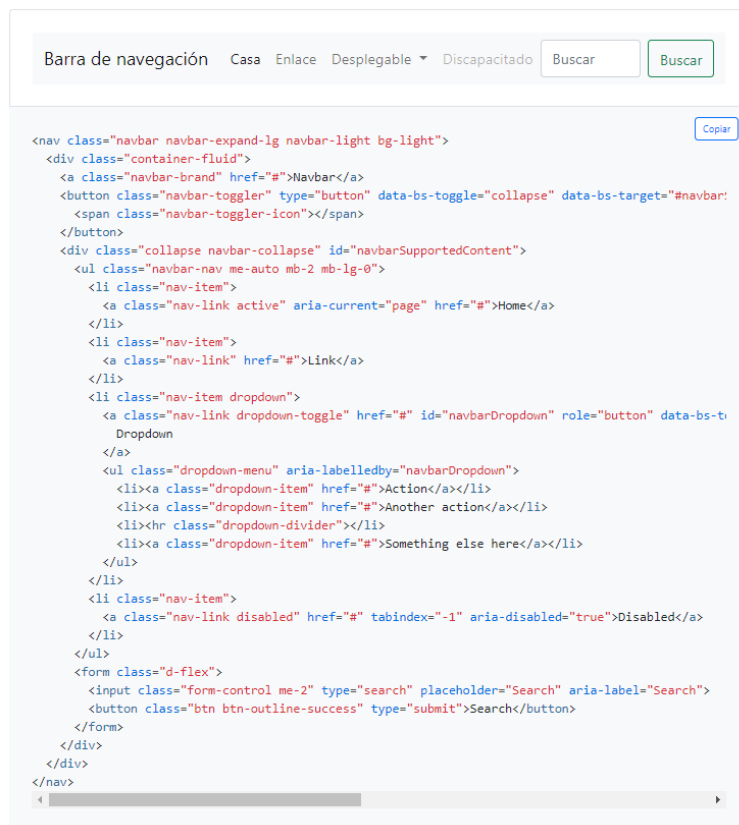 Barra de navegación Casa Enlace Desplegable Discapacitado Buscar Buscar
Copiar
<nav class="navbar navbar-expand-lg navbar-light bg-light">
  <div class="container-fluid">
    <a class="navbar-brand" href="#">Navbar</a>
    <button class="navbar-toggler" type="button" data-bs-toggle="collapse" data-bs-target="#navbar
      <span class="navbar-toggler-icon"></span>
    </button>
    <div class="collapse navbar-collapse" id="navbarSupportedContent">
      <ul class="navbar-nav me-auto mb-2 mb-lg-0">
        <li class="nav-item">
          <a class="nav-link active" aria-current="page" href="#">Home</a>
        </li>
        <li class="nav-item">
          <a class="nav-link" href="#">Link</a>
        </li>
        <li class="nav-item dropdown">
          <a class="nav-link dropdown-toggle" href="#" id="navbarDropdown" role="button" data-bs-t
            Dropdown
          </a>
          <ul class="dropdown-menu" aria-labelledby="navbarDropdown">
            <li><a class="dropdown-item" href="#">Action</a></li>
            <li><a class="dropdown-item" href="#">Another action</a></li>
            <li><hr class="dropdown-divider"></li>
            <li><a class="dropdown-item" href="#">Something else here</a></li>
          </ul>
        </li>
        <li class="nav-item">
          <a class="nav-link disabled" href="#" tabindex="-1" aria-disabled="true">Disabled</a>
        </li>
      </ul>
      <form class="d-flex">
        <input class="form-control me-2" type="search" placeholder="Search" aria-label="Search">
        <button class="btn btn-outline-success" type="submit">Search</button>
      </form>
    </div>
  </div>
</nav>